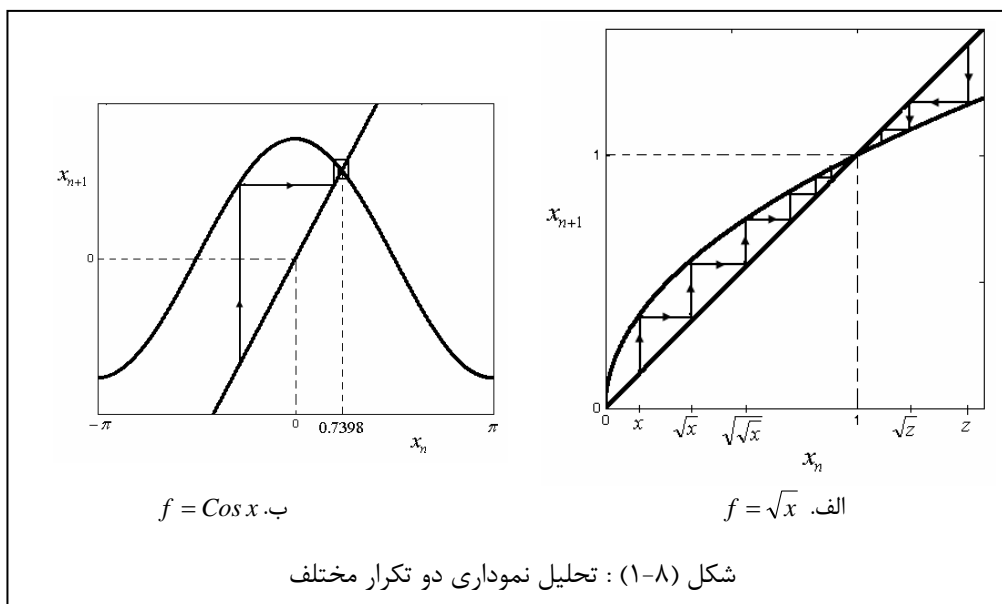 x_{n+1}
0
-π
0
0.7398
π
x_n
1
x_{n+1}
0
0
x
√x
√√x
1
√z
z
x_n
الف. f = √x
ب. f = Cos x
شکل (۸-۱) : تحلیل نموداری دو تکرار مختلف